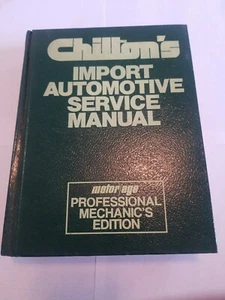 Chilton's
IMPORT
AUTOMOTIVE
SERVICE
MANUAL
motor/age
PROFESSIONAL
MECHANIC'S
EDITION